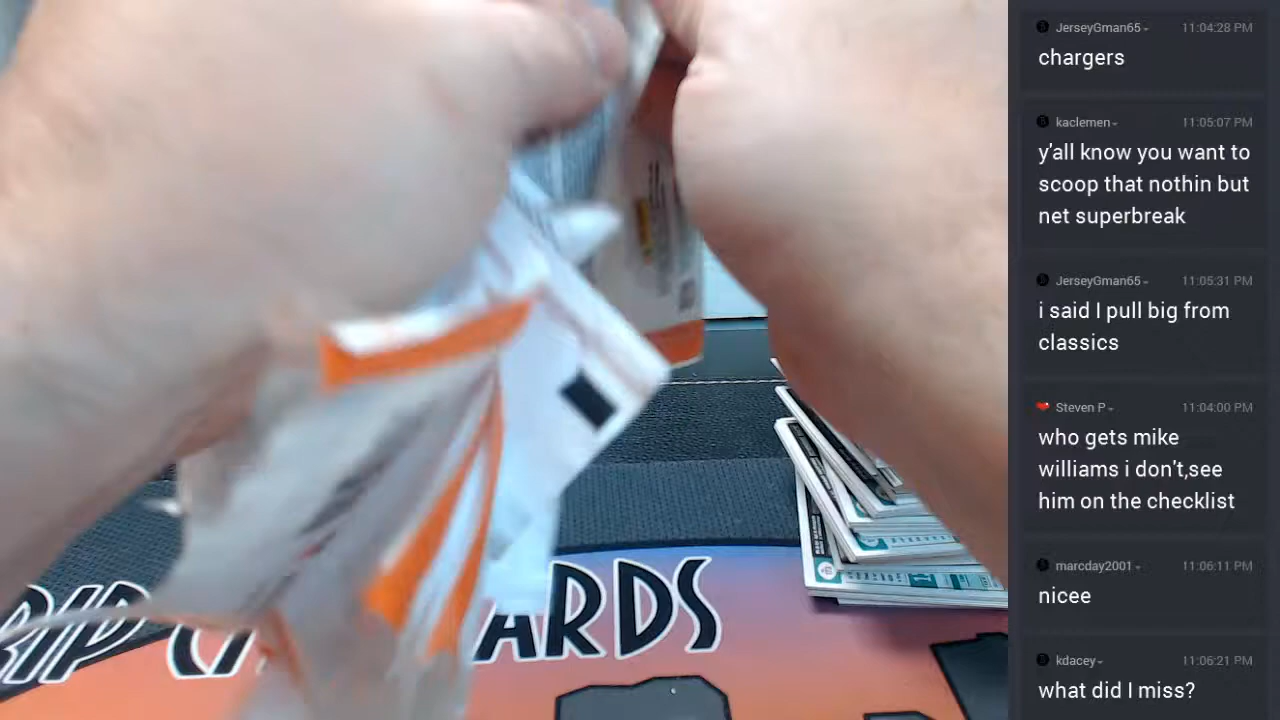 JerseyGman65 11:04:28 PM
chargers
kaclemen 11:05:07 PM
y'all know you want to
scoop that nothin but
net superbreak
JerseyGman65 11:05:31 PM
i said I pull big from
classics
Steven P 11:04:00 PM
who gets mike
williams i don't,see
him on the checklist
marcday2001 11:06:11 PM
nicee
kdacey 11:06:21 PM
what did I miss?
RIP CARDS